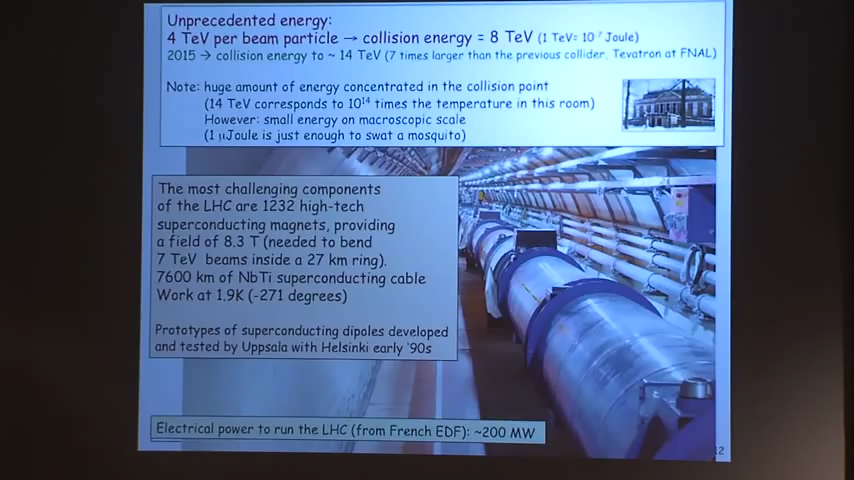 Unprecedented energy:
4 TeV per beam particle → collision energy = 8 TeV (1 TeV= 10⁻⁷ Joule)
2015 → collision energy to ~ 14 TeV (7 times larger than the previous collider, Tevatron at FNAL)
Note: huge amount of energy concentrated in the collision point
(14 TeV corresponds to 10¹⁴ times the temperature in this room)
However: small energy on macroscopic scale
(1 μJoule is just enough to swat a mosquito)
The most challenging components
of the LHC are 1232 high-tech
superconducting magnets, providing
a field of 8.3 T (needed to bend
7 TeV beams inside a 27 km ring).
7600 km of NbTi superconducting cable
Work at 1.9K (-271 degrees)
Prototypes of superconducting dipoles developed
and tested by Uppsala with Helsinki early '90s
Electrical power to run the LHC (from French EDF): ~200 MW
12